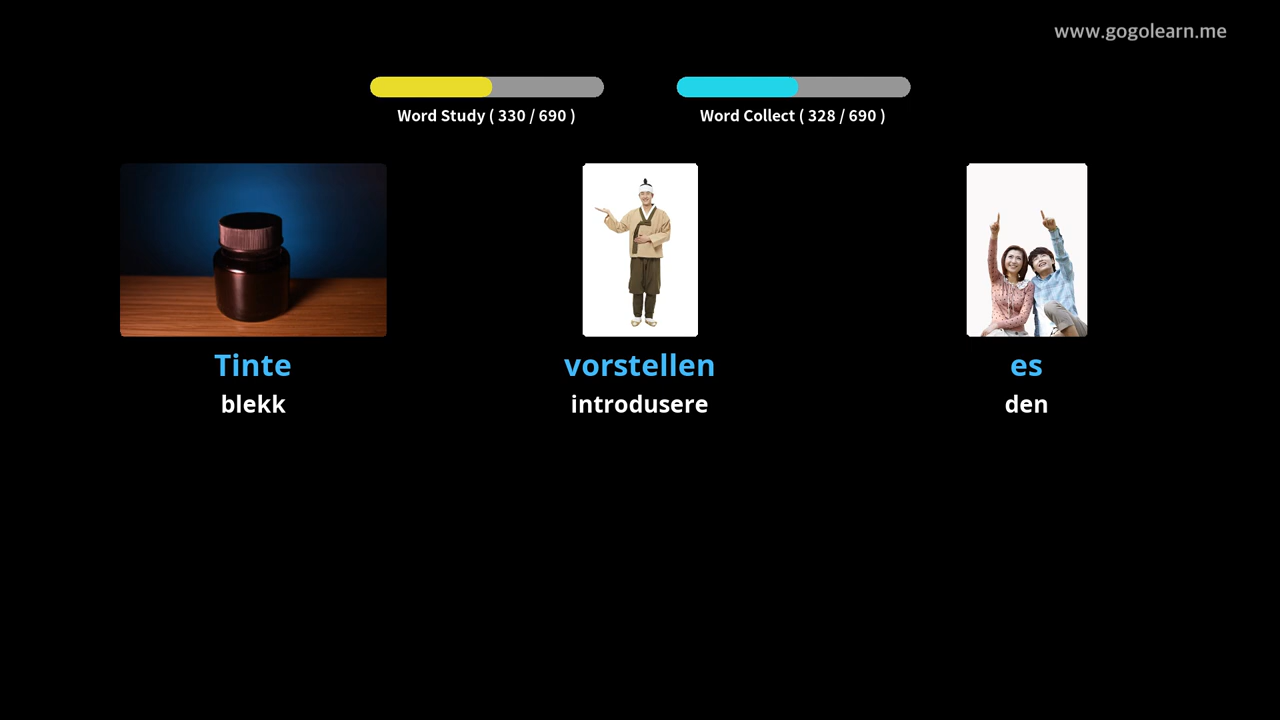 www.gogolearn.me
Word Study ( 330 / 690 )
Word Collect ( 328 / 690 )
Tinte
blekk
vorstellen
introdusere
es
den